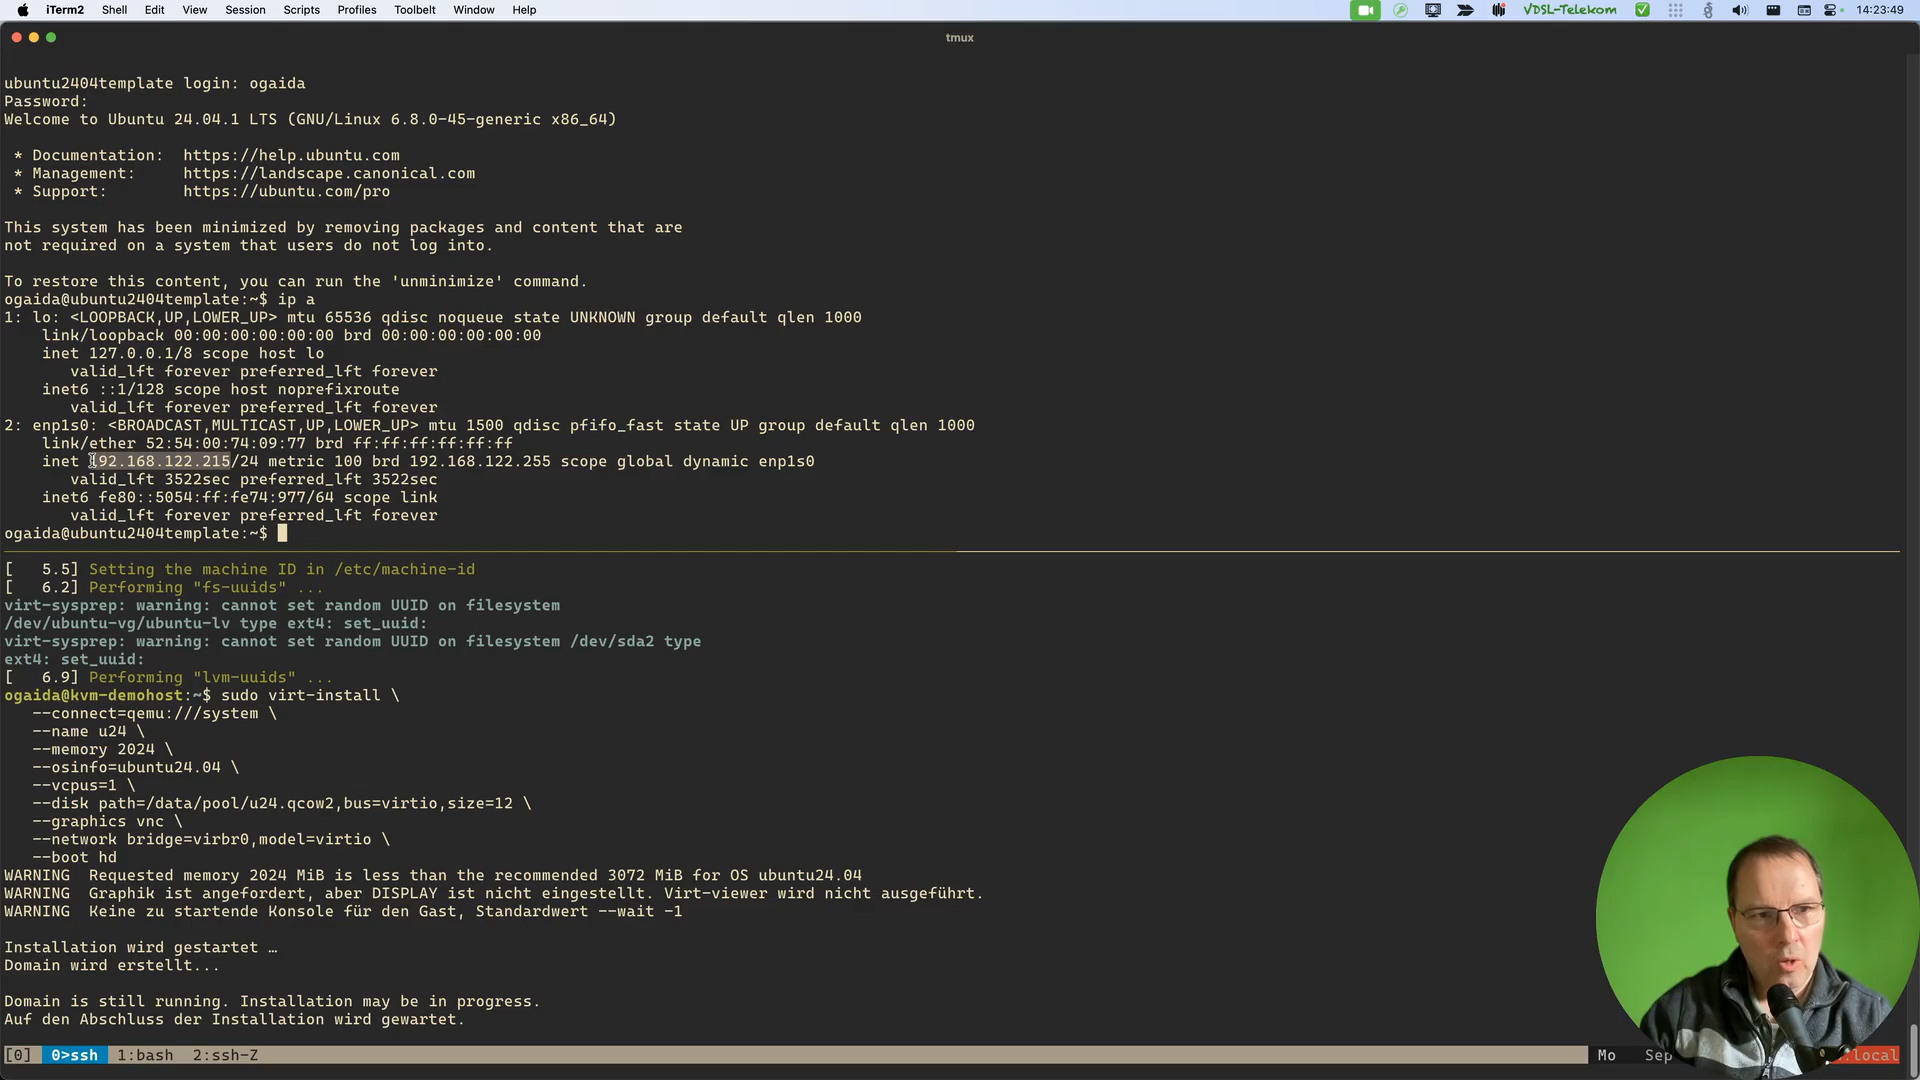 iTerm2 Shell Edit View Session Scripts Profiles Toolbelt Window Help VDSL-Telekom 14:23:49
tmux
ubuntu2404template login: ogaida
Password:
Welcome to Ubuntu 24.04.1 LTS (GNU/Linux 6.8.0-45-generic x86_64)
* Documentation: https://help.ubuntu.com
* Management: https://landscape.canonical.com
* Support: https://ubuntu.com/pro
This system has been minimized by removing packages and content that are
not required on a system that users do not log into.
To restore this content, you can run the 'unminimize' command.
ogaida@ubuntu2404template:~$ ip a
1: lo: <LOOPBACK,UP,LOWER_UP> mtu 65536 qdisc noqueue state UNKNOWN group default qlen 1000
link/loopback 00:00:00:00:00:00 brd 00:00:00:00:00:00
inet 127.0.0.1/8 scope host lo
valid_lft forever preferred_lft forever
inet6 ::1/128 scope host noprefixroute
valid_lft forever preferred_lft forever
2: enp1s0: <BROADCAST,MULTICAST,UP,LOWER_UP> mtu 1500 qdisc pfifo_fast state UP group default qlen 1000
link/ether 52:54:00:74:09:77 brd ff:ff:ff:ff:ff:ff
inet 192.168.122.215/24 metric 100 brd 192.168.122.255 scope global dynamic enp1s0
valid_lft 3522sec preferred_lft 3522sec
inet6 fe80::5054:ff:fe74:977/64 scope link
valid_lft forever preferred_lft forever
ogaida@ubuntu2404template:~$
[ 5.5] Setting the machine ID in /etc/machine-id
[ 6.2] Performing "fs-uuids" ...
virt-sysprep: warning: cannot set random UUID on filesystem
/dev/ubuntu-vg/ubuntu-lv type ext4: set_uuid:
virt-sysprep: warning: cannot set random UUID on filesystem /dev/sda2 type
ext4: set_uuid:
[ 6.9] Performing "lvm-uuids" ...
ogaida@kvm-demohost:~$ sudo virt-install \
--connect=qemu:///system \
--name u24 \
--memory 2024 \
--osinfo=ubuntu24.04 \
--vcpus=1 \
--disk path=/data/pool/u24.qcow2,bus=virtio,size=12 \
--graphics vnc \
--network bridge=virbr0,model=virtio \
--boot hd
WARNING Requested memory 2024 MiB is less than the recommended 3072 MiB for OS ubuntu24.04
WARNING Graphik ist angefordert, aber DISPLAY ist nicht eingestellt. Virt-viewer wird nicht ausgeführt.
WARNING Keine zu startende Konsole für den Gast, Standardwert --wait -1
Installation wird gestartet …
Domain wird erstellt...
Domain is still running. Installation may be in progress.
Auf den Abschluss der Installation wird gewartet.
[0] 0>ssh 1:bash 2:ssh-Z Mo Sep local